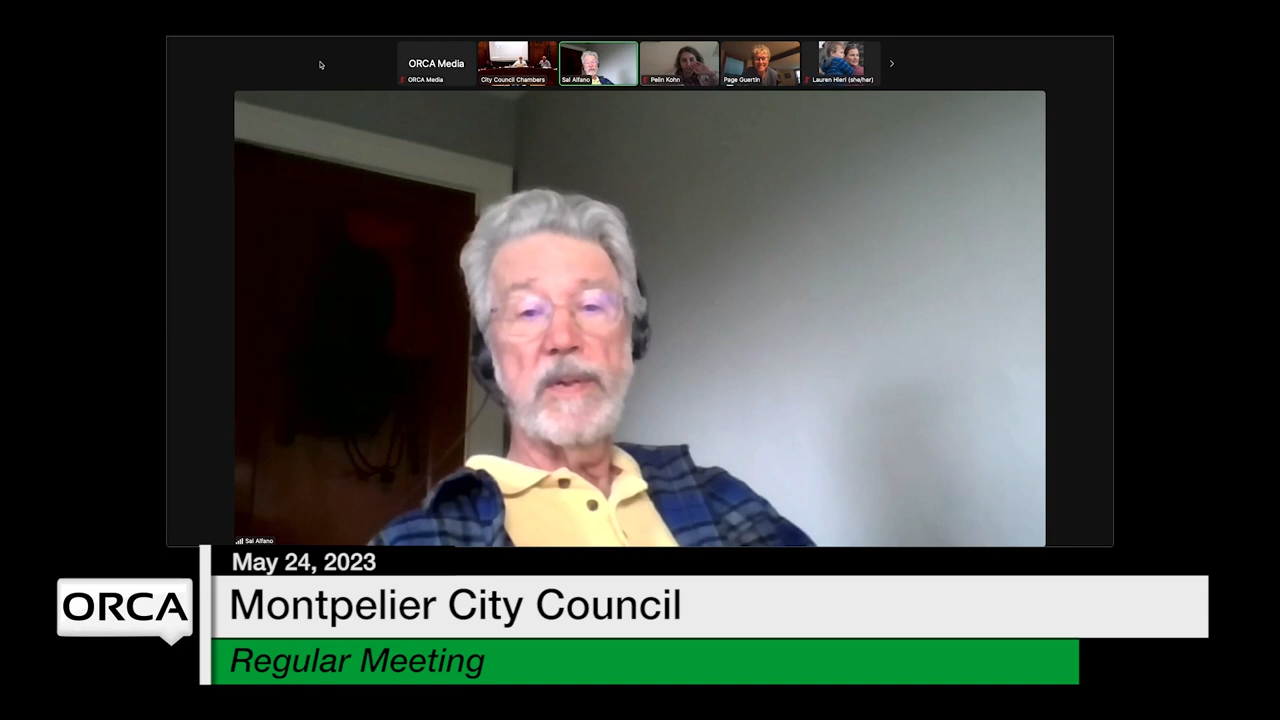 ORCA Media
ORCA Media
City Council Chambers
Sal Alfano
Pelin Kohn
Page Guertin
Lauren Hierl (she/her)
Sal Alfano
May 24, 2023
ORCA
Montpelier City Council
Regular Meeting